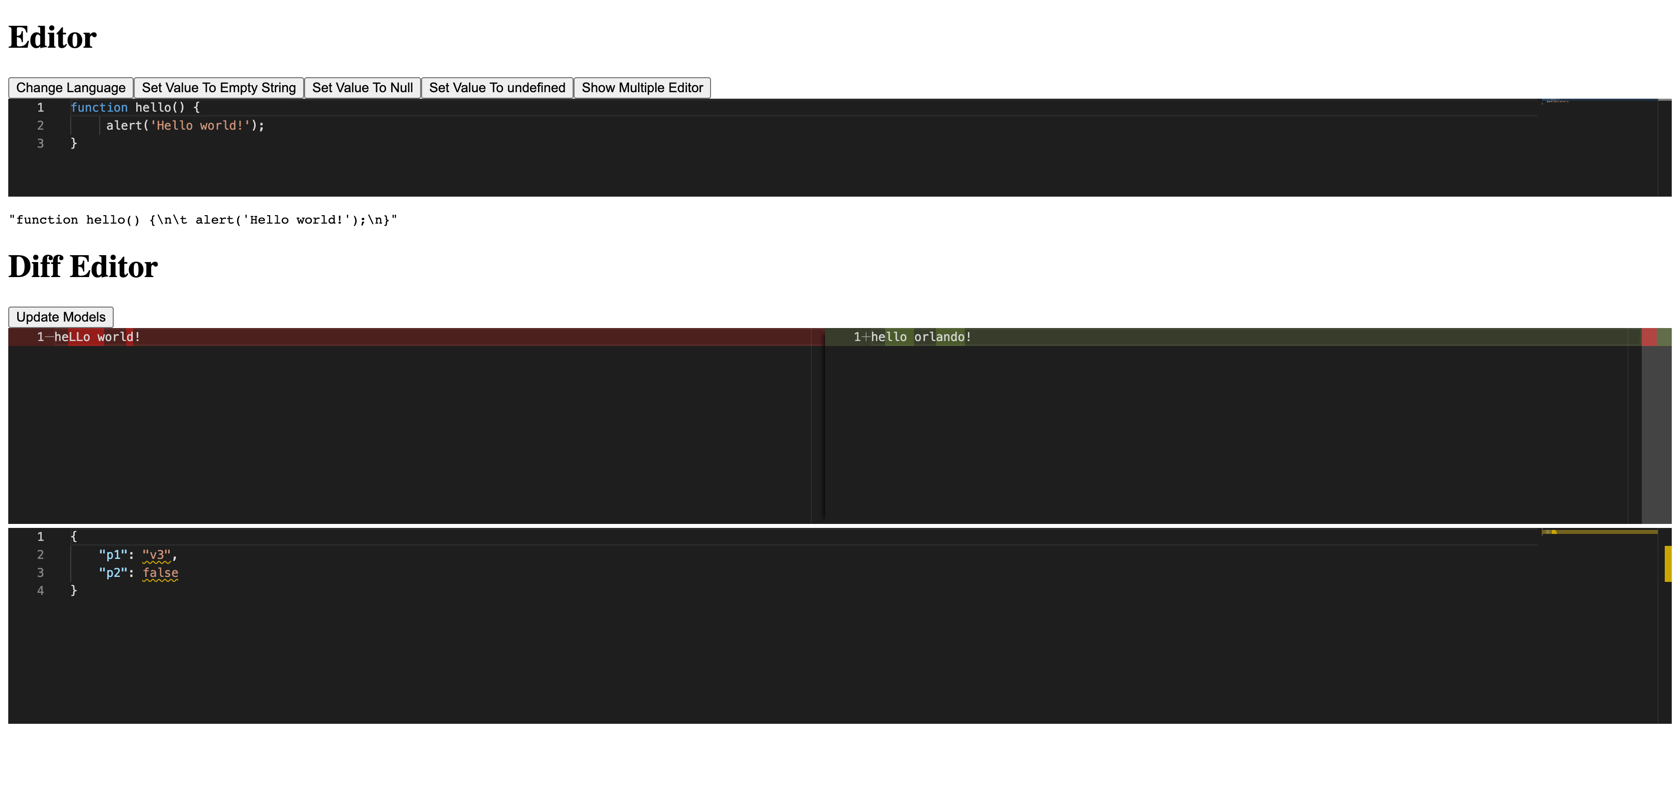 Editor
Change Language Set Value To Empty String Set Value To Null Set Value To undefined Show Multiple Editor
1 function hello() {
2 alert('Hello world!');
3 }
"function hello() {\n\t alert('Hello world!');\n}"
Diff Editor
Update Models
1—heLLo world! 1+hello orlando!
1 {
2 "p1": "v3",
3 "p2": false
4 }